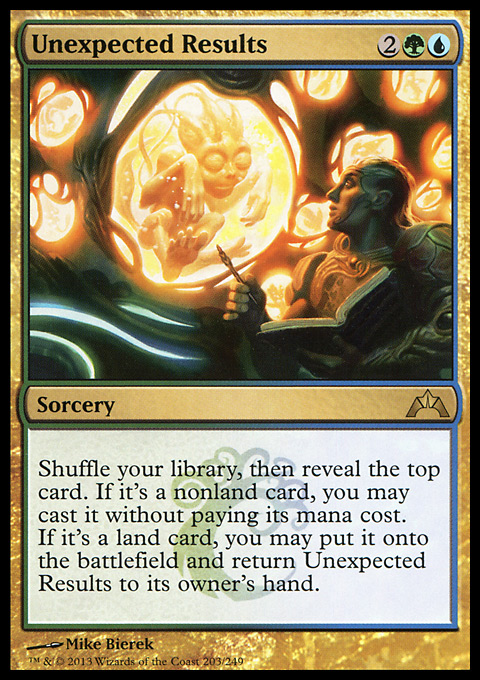 Unexpected Results 2
Sorcery
Shuffle your library, then reveal the top
card. If it's a nonland card, you may
cast it without paying its mana cost.
If it's a land card, you may put it onto
the battlefield and return Unexpected
Results to its owner's hand.
Mike Bierek
™ & © 2013 Wizards of the Coast 203/249